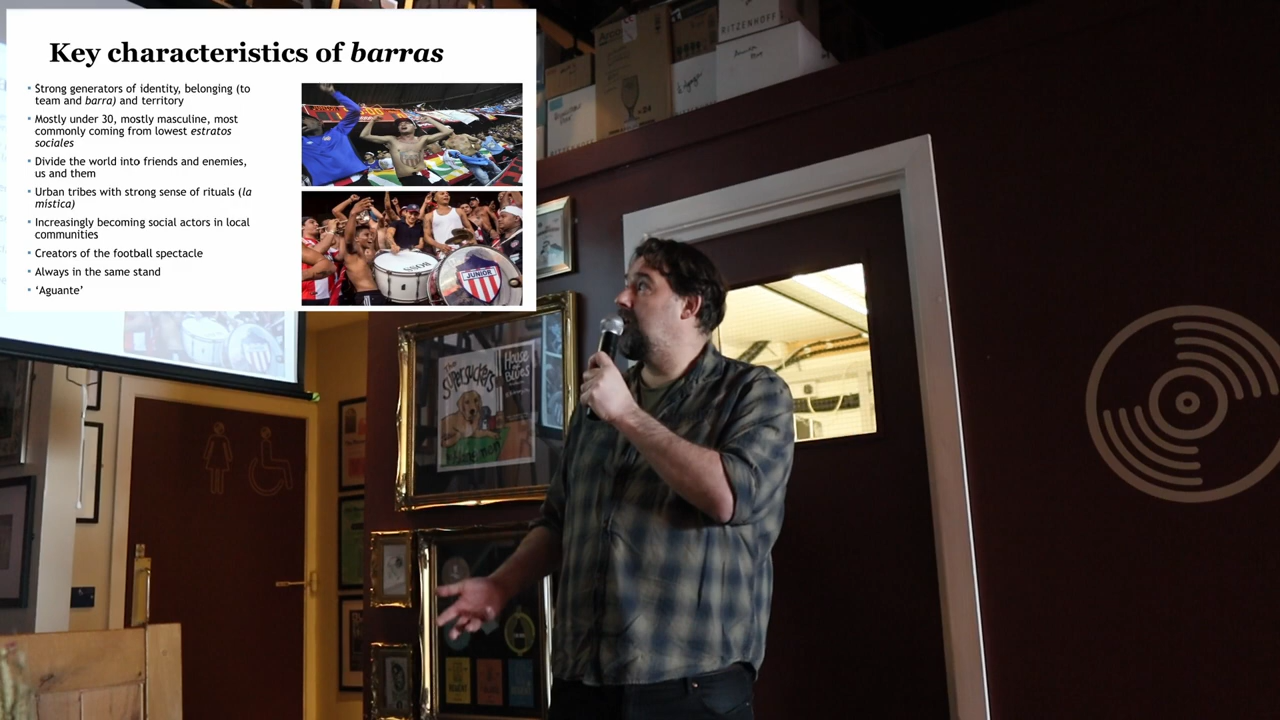 Key characteristics of barras
Strong generators of identity, belonging (to
team and barra) and territory
Mostly under 30, mostly masculine, most
commonly coming from lowest estratos
sociales
Divide the world into friends and enemies,
us and them
Urban tribes with strong sense of rituals (la
mistica)
Increasingly becoming social actors in local
communities
Creators of the football spectacle
Always in the same stand
'Aguante'
JUNIOR
RITZENHOFF
The
Supersuckers
House
of
Blues